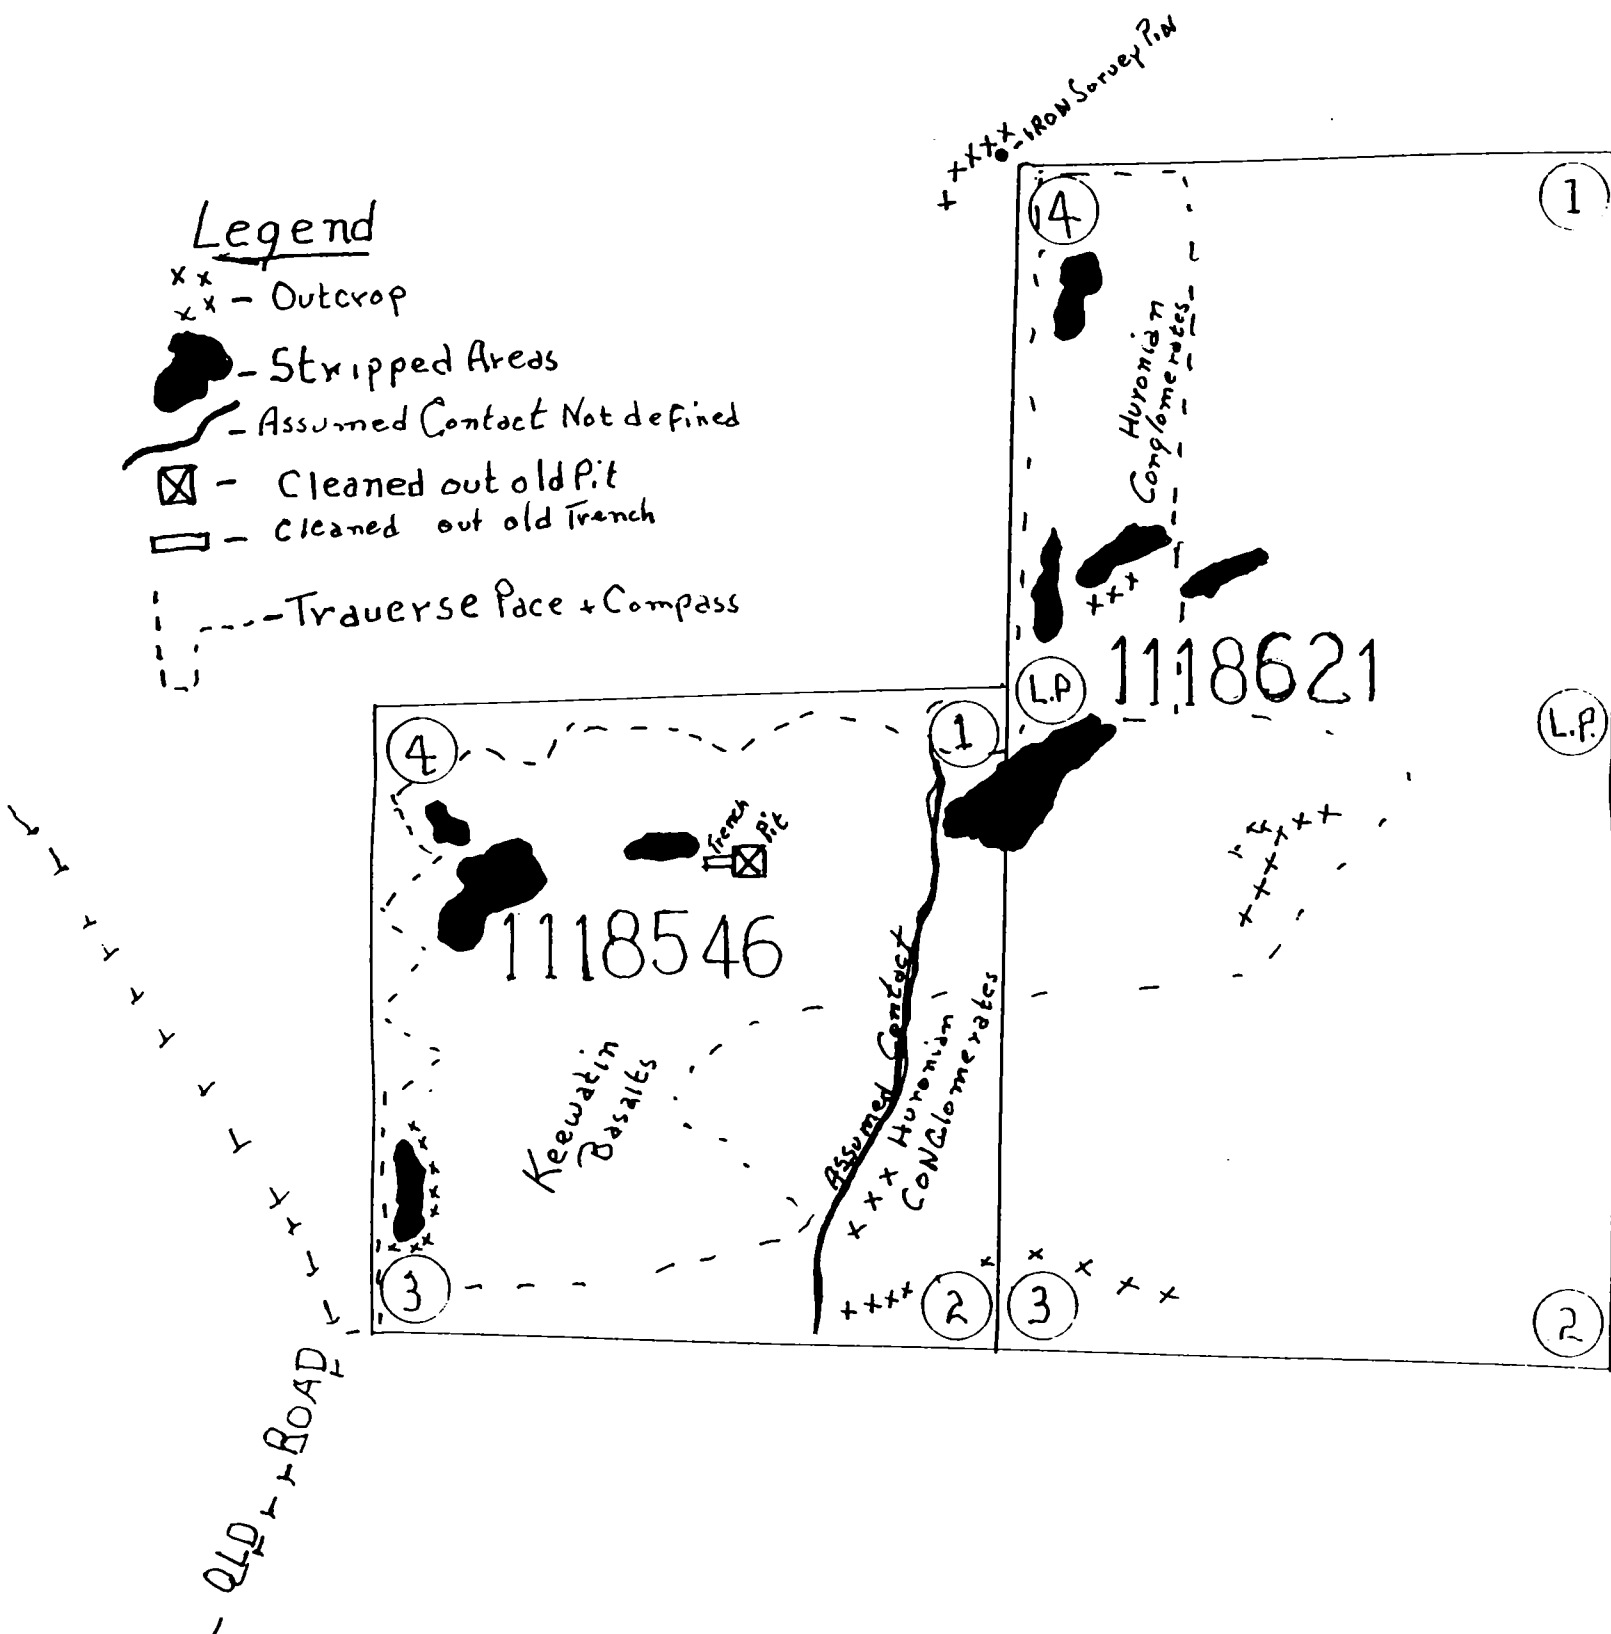 IRON Survey Pin
Legend
x x
x x - Outcrop
- Stripped Areas
- Assumed Contact Not defined
- Cleaned out old Pit
- Cleaned out old Trench
- Traverse Pace + Compass
4
1
Huronian
Conglomerates
L.P
1118621
L.P.
4
1
Trench
Pit
1118546
Keewatin
Basalts
Assumed Contact
Huronian
CONGlomerates
3
2
3
2
OLD ROAD